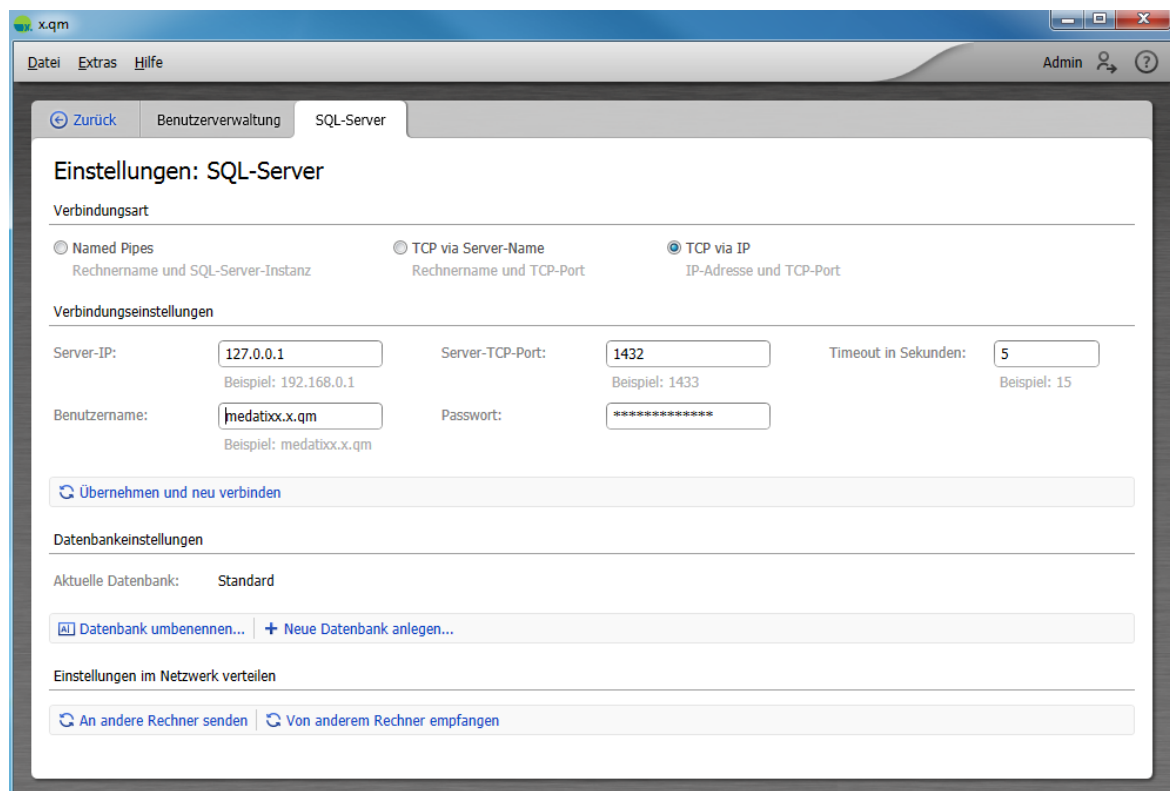 x.qm
Datei Extras Hilfe Admin
Zurück Benutzerverwaltung SQL-Server
Einstellungen: SQL-Server
Verbindungsart
Named Pipes TCP via Server-Name TCP via IP
Rechnername und SQL-Server-Instanz Rechnername und TCP-Port IP-Adresse und TCP-Port
Verbindungseinstellungen
Server-IP: 127.0.0.1 Server-TCP-Port: 1432 Timeout in Sekunden: 5
Beispiel: 192.168.0.1 Beispiel: 1433 Beispiel: 15
Benutzername: medatixx.x.qm Passwort: *************
Beispiel: medatixx.x.qm
Übernehmen und neu verbinden
Datenbankeinstellungen
Aktuelle Datenbank: Standard
Datenbank umbenennen... + Neue Datenbank anlegen...
Einstellungen im Netzwerk verteilen
An andere Rechner senden Von anderem Rechner empfangen